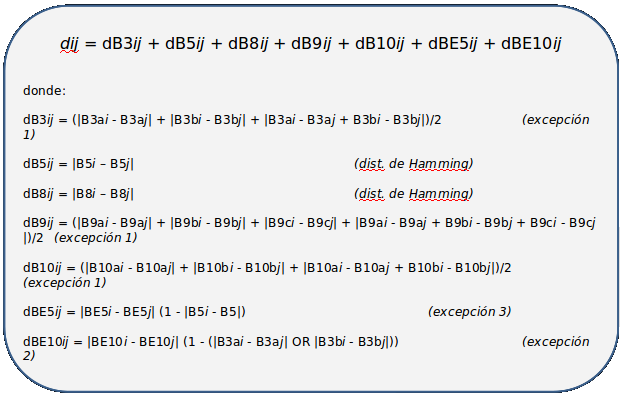 dij = dB3ij + dB5ij + dB8ij + dB9ij + dB10ij + dBE5ij + dBE10ij
donde:
dB3ij = (|B3ai - B3aj| + |B3bi - B3bj| + |B3ai - B3aj + B3bi - B3bj|)/2 (excepción
1)
dB5ij = |B5i – B5j| (dist. de Hamming)
dB8ij = |B8i – B8j| (dist. de Hamming)
dB9ij = (|B9ai - B9aj| + |B9bi - B9bj| + |B9ci - B9cj| + |B9ai - B9aj + B9bi - B9bj + B9ci - B9cj
|)/2 (excepción 1)
dB10ij = (|B10ai - B10aj| + |B10bi - B10bj| + |B10ai - B10aj + B10bi - B10bj|)/2
(excepción 1)
dBE5ij = |BE5i - BE5j| (1 - |B5i - B5|) (excepción 3)
dBE10ij = |BE10i - BE10j| (1 - (|B3ai - B3aj| OR |B3bi - B3bj|)) (excepción
2)